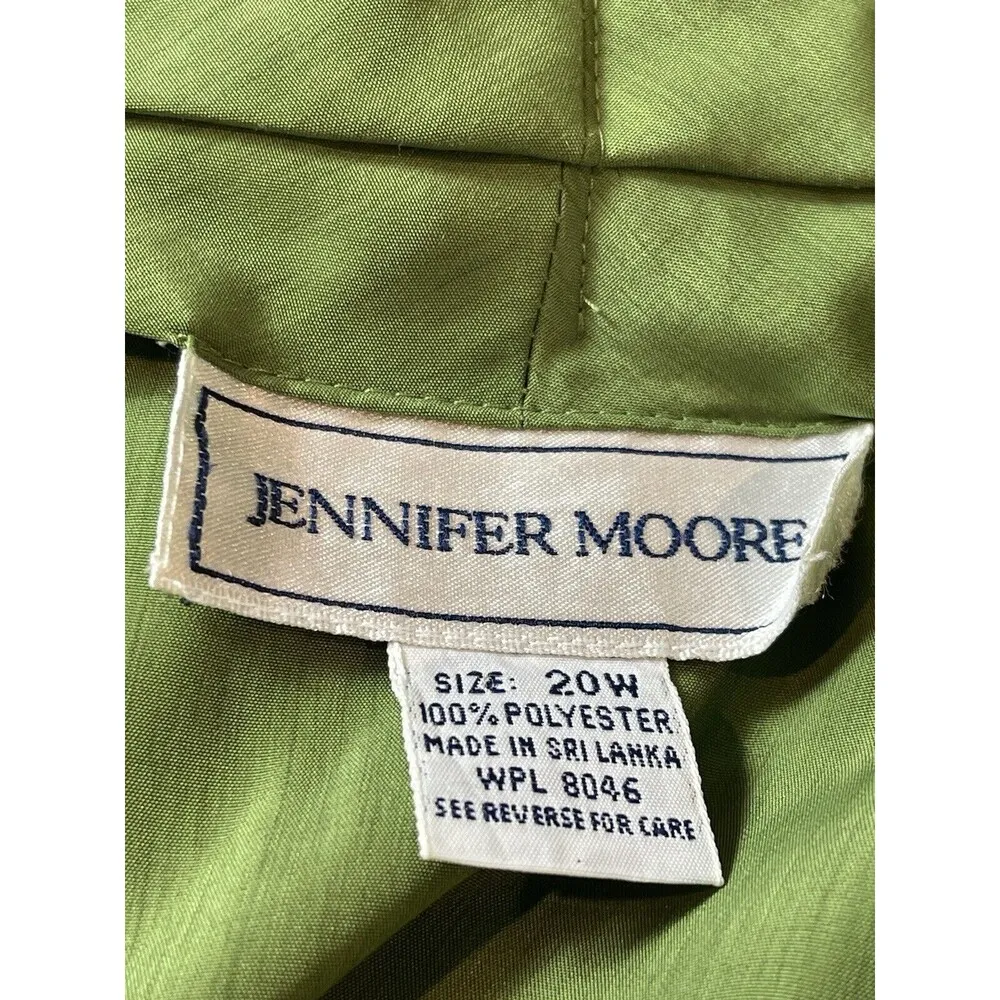 JENNIFER MOORE
SIZE: 20W
100% POLYESTER
MADE IN SRI LANKA
WPL 8046
SEE REVERSE FOR CARE